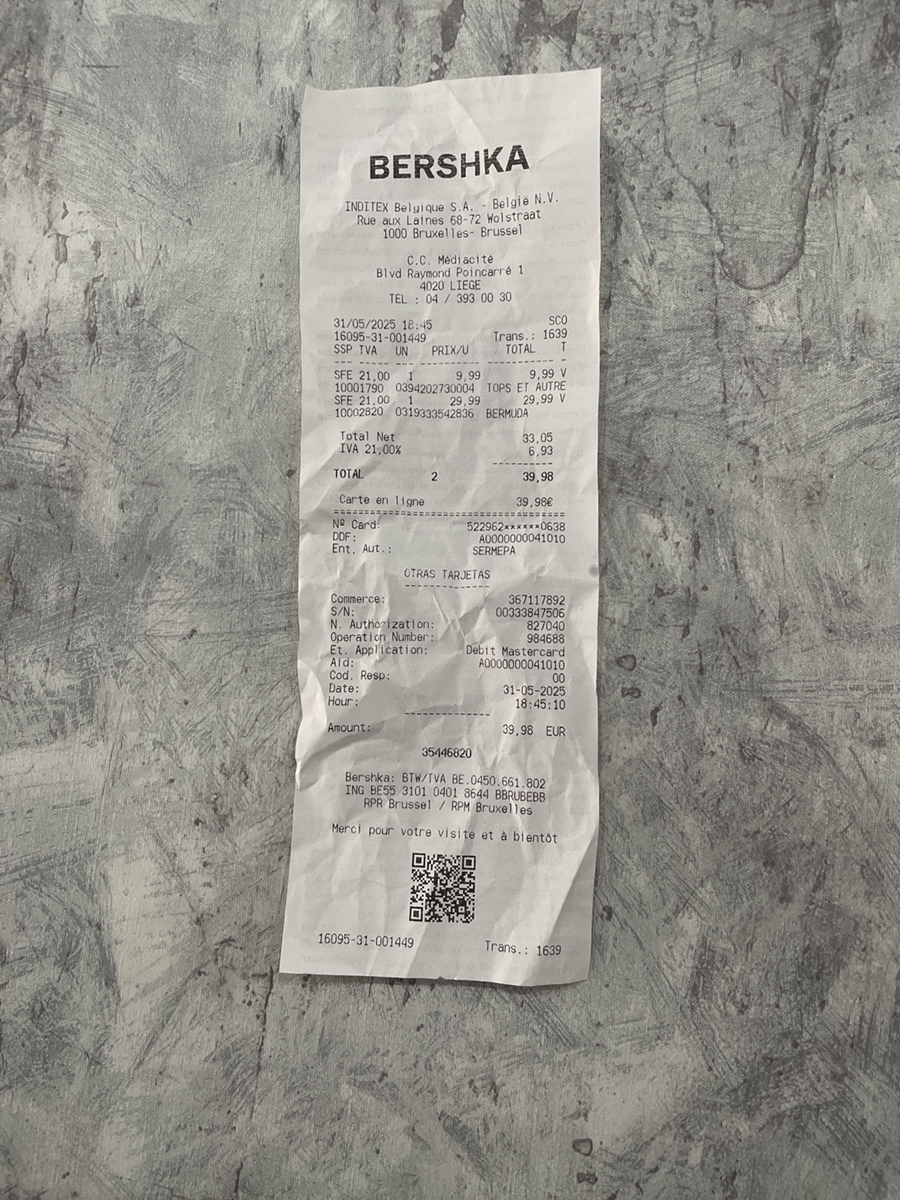 BERSHKA
INDITEX Belgique S.A. - België N.V.
Rue aux Laines 68-72 Wolstraat
1000 Bruxelles- Brussel
C.C. Médiacité
Blvd Raymond Poincarré 1
4020 LIEGE
TEL : 04 / 393 00 30
31/05/2025 18:45 SCO
16095-31-001449 Trans.: 1639
SSP TVA UN PRIX/U TOTAL T
SFE 21,00 1 9,99 9,99 V
10001790 0394202730004 TOPS ET AUTRE
SFE 21,00 1 29,99 29,99 V
10002820 0319333542836 BERMUDA
Total Net 33,05
IVA 21,00% 6,93
TOTAL 2 39,98
Carte en ligne 39,98€
Nº Card: 522962******0638
DDF: A0000000041010
Ent. Aut.: SERMEPA
OTRAS TARJETAS
Commerce: 367117892
S/N: 00333847506
N. Authorization: 827040
Operation Number: 984688
Et. Application: Debit Mastercard
Aid: A0000000041010
Cod. Resp: 00
Date: 31-05-2025
Hour: 18:45:10
Amount: 39,98 EUR
35446820
Bershka: BTW/TVA BE.0450.661.802
ING BE55 3101 0401 8644 BBRUBEBB
RPR Brussel / RPM Bruxelles
Merci pour votre visite et à bientôt
16095-31-001449 Trans.: 1639